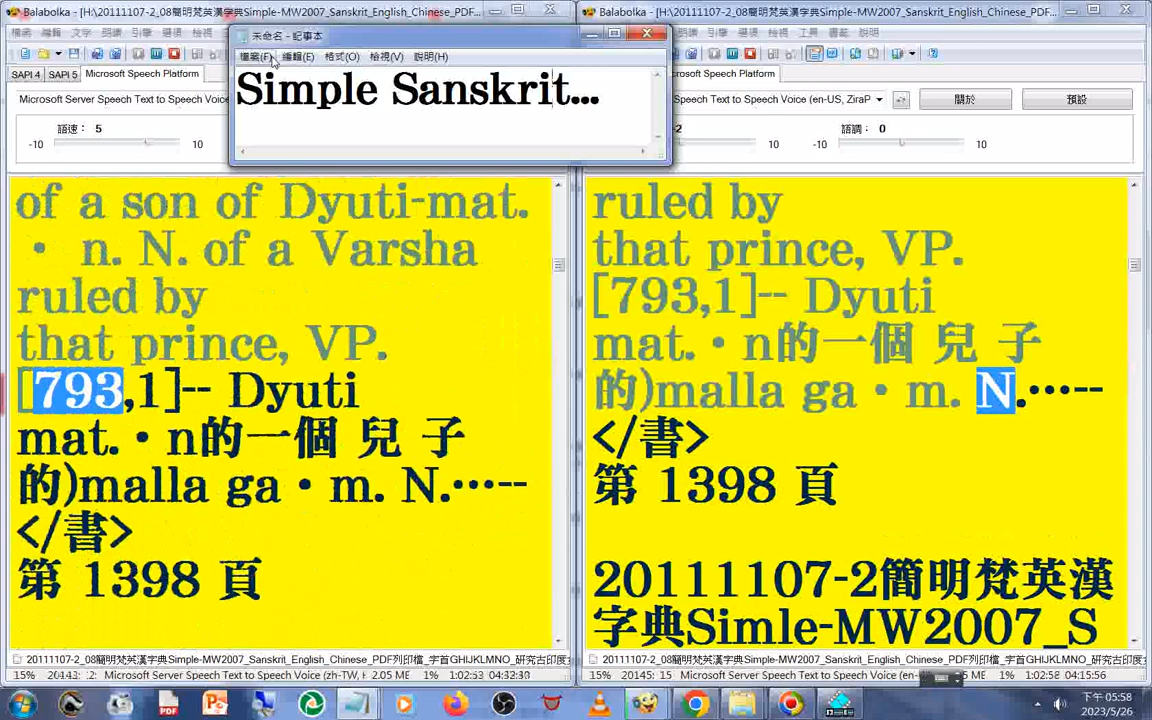 Balabolka - [H:\20111107-2_08簡明梵英漢字典Simple-MW2007_Sanskrit_English_Chinese_PDF...
Balabolka - [H:\20111107-2_08簡明梵英漢字典Simple-MW2007_Sanskrit_English_Chinese_PDF...
未命名 - 記事本
檔案(F) 編輯(E) 格式(O) 檢視(V) 說明(H)
Simple Sanskrit...
SAPI 4 SAPI 5 Microsoft Speech Platform
Microsoft Speech Platform
Microsoft Server Speech Text to Speech Voice
Speech Text to Speech Voice (en-US, ZiraP
關於
預設
語速： 5
-10 10
-2
10
語調： 0
-10 10
of a son of Dyuti-mat.
• n. N. of a Varsha
ruled by
that prince, VP.
[793,1]-- Dyuti
mat.•n的一個 兒 子
的)malla ga•m. N.…--
</書>
第 1398 頁
ruled by
that prince, VP.
[793,1]-- Dyuti
mat.•n的一個 兒 子
的)malla ga•m. N.…--
</書>
第 1398 頁
20111107-2簡明梵英漢
字典Simle-MW2007_S
20111107-2_08簡明梵英漢字典Simple-MW2007_Sanskrit_English_Chinese_PDF列印檔_字首GHIJKLMNO_研究古印度
20111107-2_08簡明梵英漢字典Simple-MW2007_Sanskrit_English_Chinese_PDF列印檔_字首GHIJKLMNO_研究古印度
15% Microsoft Server Speech Text to Speech Voice (zh-TW, 2.05 ME 1% 1:02:53 04:32:38
15% Microsoft Server Speech Text to Speech Voice 1% 1:02:58 04:15:56
下午 05:58
2023/5/26